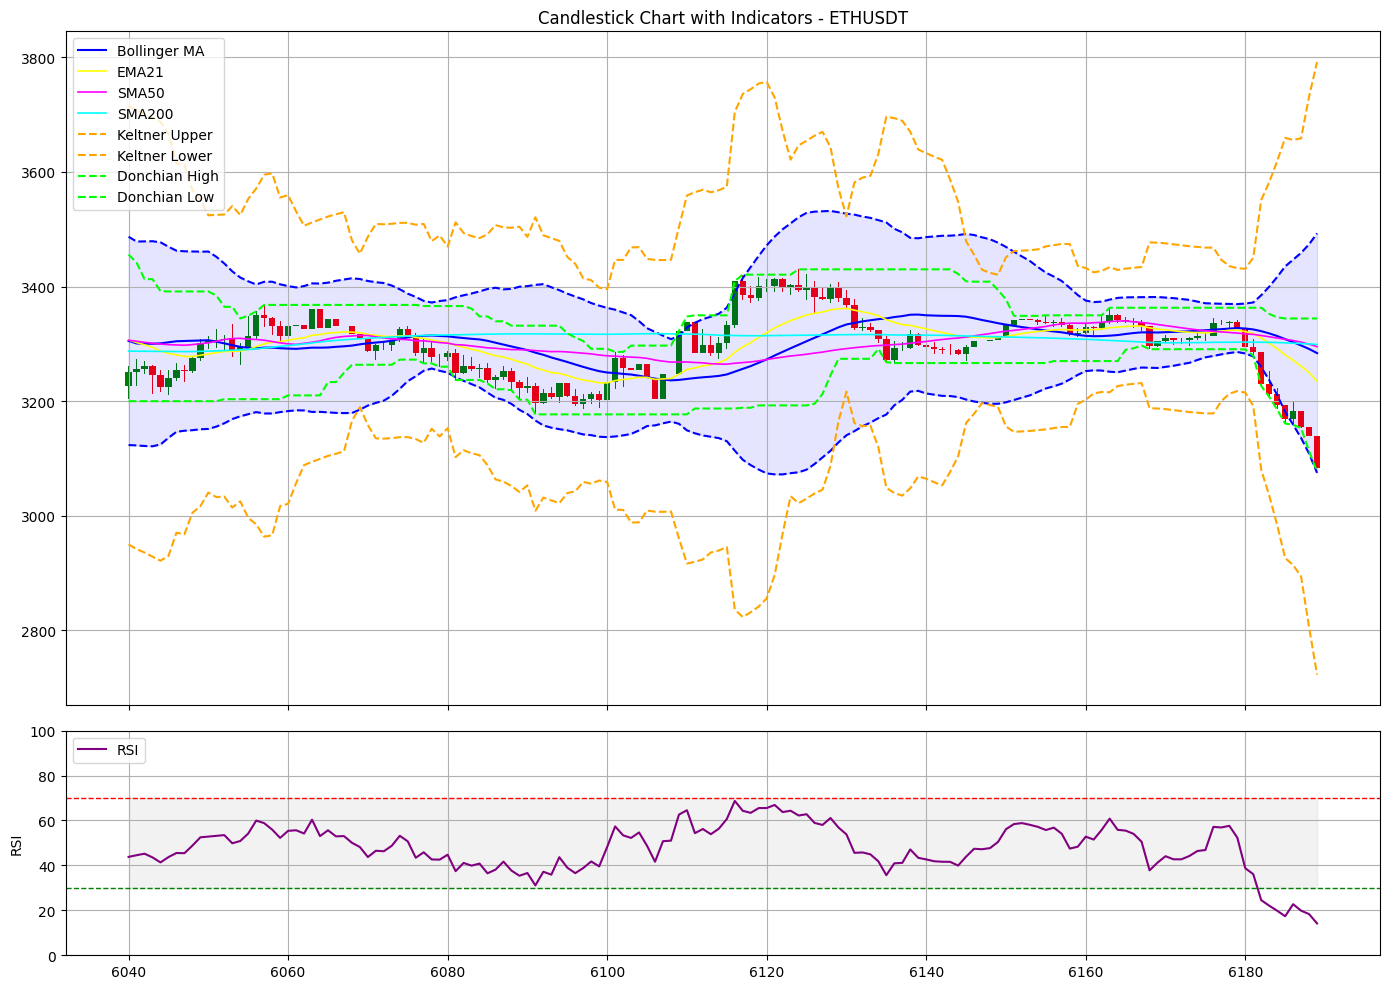 Candlestick Chart with Indicators - ETHUSDT
3800
3600
3400
3200
3000
2800
Bollinger MA
EMA21
SMA50
SMA200
Keltner Upper
Keltner Lower
Donchian High
Donchian Low
100
80
60
40
20
0
RSI
RSI
6040 6060 6080 6100 6120 6140 6160 6180